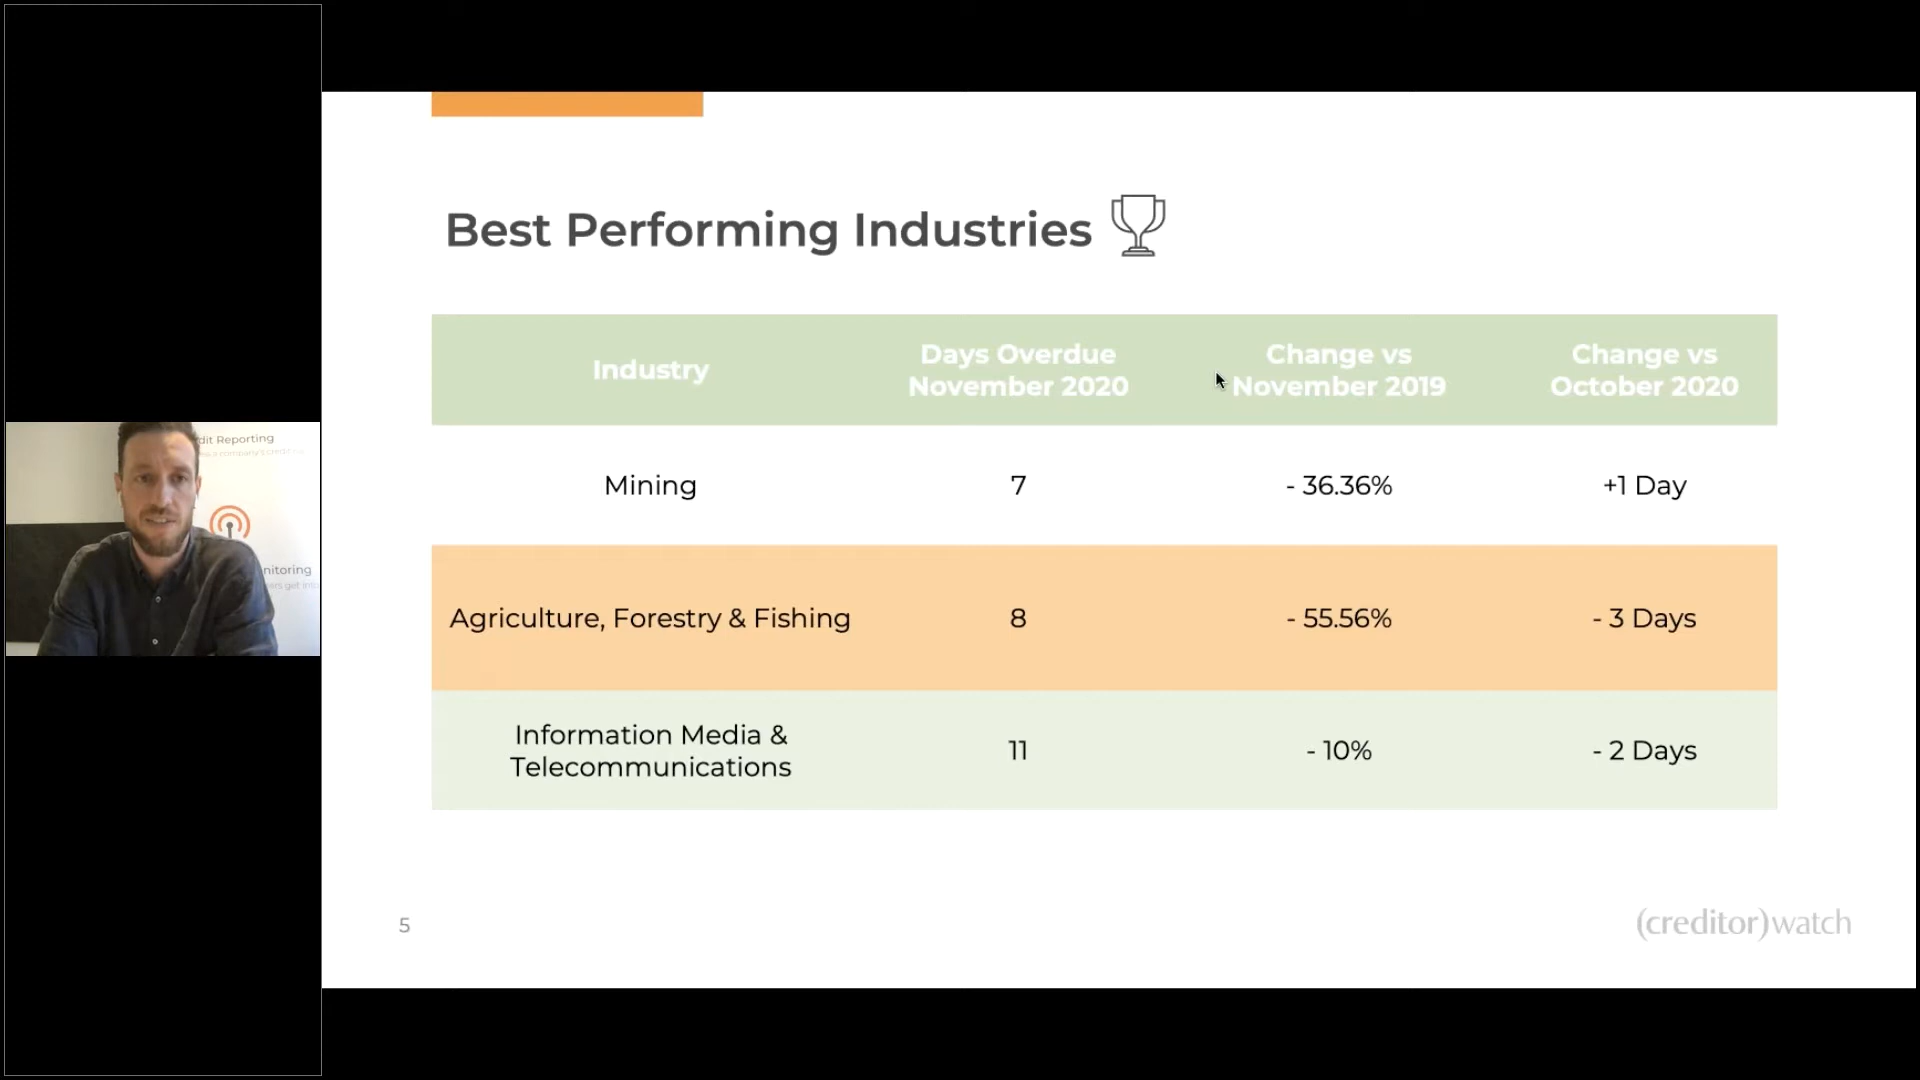 dit Reporting
nitoring
Best Performing Industries
Industry
Days Overdue
November 2020
Change vs
November 2019
Change vs
October 2020
Mining
7
- 36.36%
+1 Day
Agriculture, Forestry & Fishing
8
- 55.56%
- 3 Days
Information Media &
Telecommunications
11
- 10%
- 2 Days
5
(creditor)watch